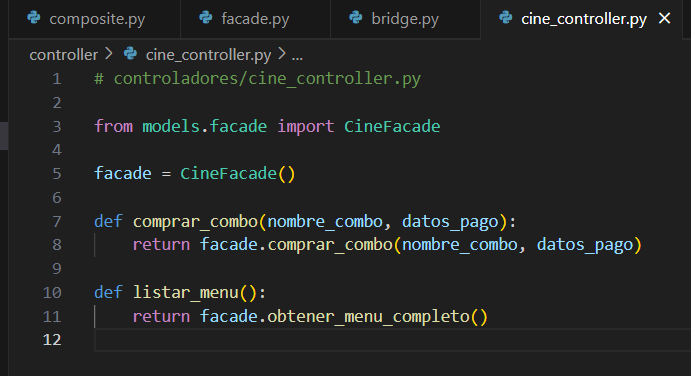 composite.py facade.py bridge.py cine_controller.py
controller > cine_controller.py > ...
1 # controladores/cine_controller.py
2
3 from models.facade import CineFacade
4
5 facade = CineFacade()
6
7 def comprar_combo(nombre_combo, datos_pago):
8     return facade.comprar_combo(nombre_combo, datos_pago)
9
10 def listar_menu():
11     return facade.obtener_menu_completo()
12